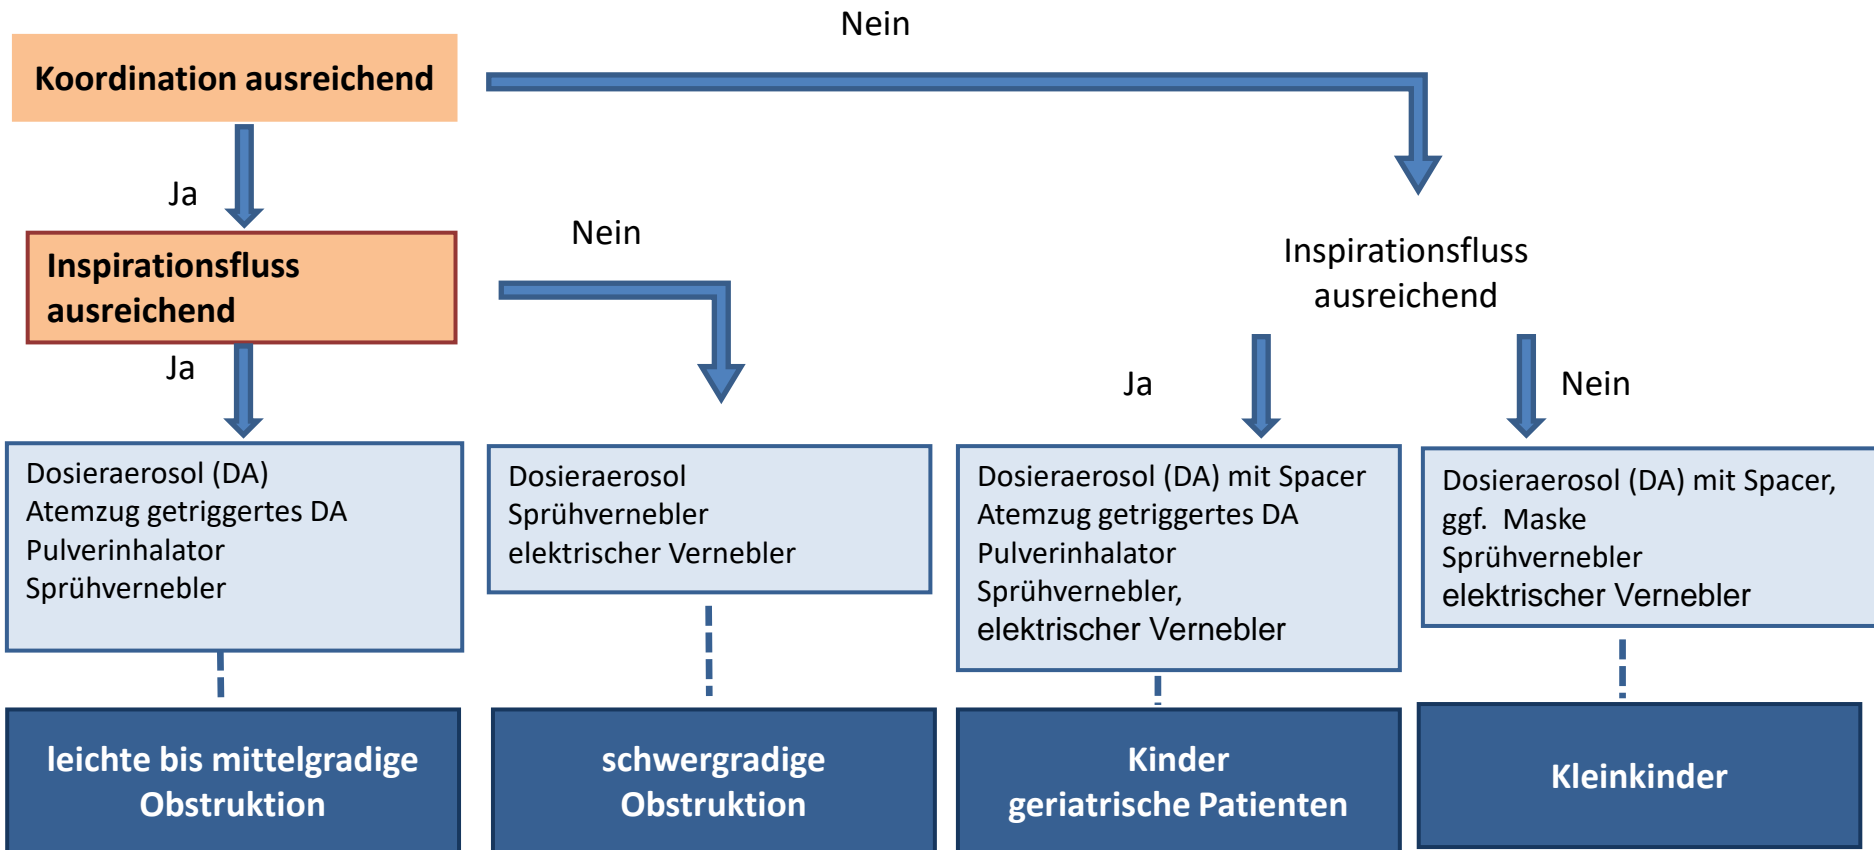 Nein
Koordination ausreichend
Ja
Inspirationsfluss
ausreichend
Nein
Inspirationsfluss
ausreichend
Ja
Ja
Nein
Dosieraerosol (DA)
Atemzug getriggertes DA
Pulverinhalator
Sprühvernebler
Dosieraerosol
Sprühvernebler
elektrischer Vernebler
Dosieraerosol (DA) mit Spacer
Atemzug getriggertes DA
Pulverinhalator
Sprühvernebler,
elektrischer Vernebler
Dosieraerosol (DA) mit Spacer,
ggf. Maske
Sprühvernebler
elektrischer Vernebler
leichte bis mittelgradige
Obstruktion
schwergradige
Obstruktion
Kinder
geriatrische Patienten
Kleinkinder